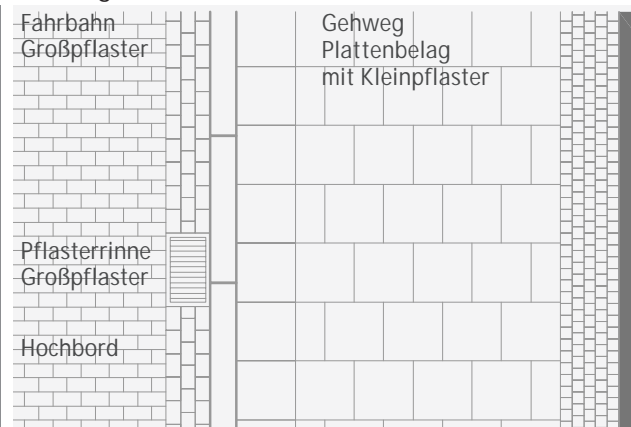 Fahrbahn
Großpflaster
Gehweg
Plattenbelag
mit Kleinpflaster
Pflasterrinne
Großpflaster
Hochbord